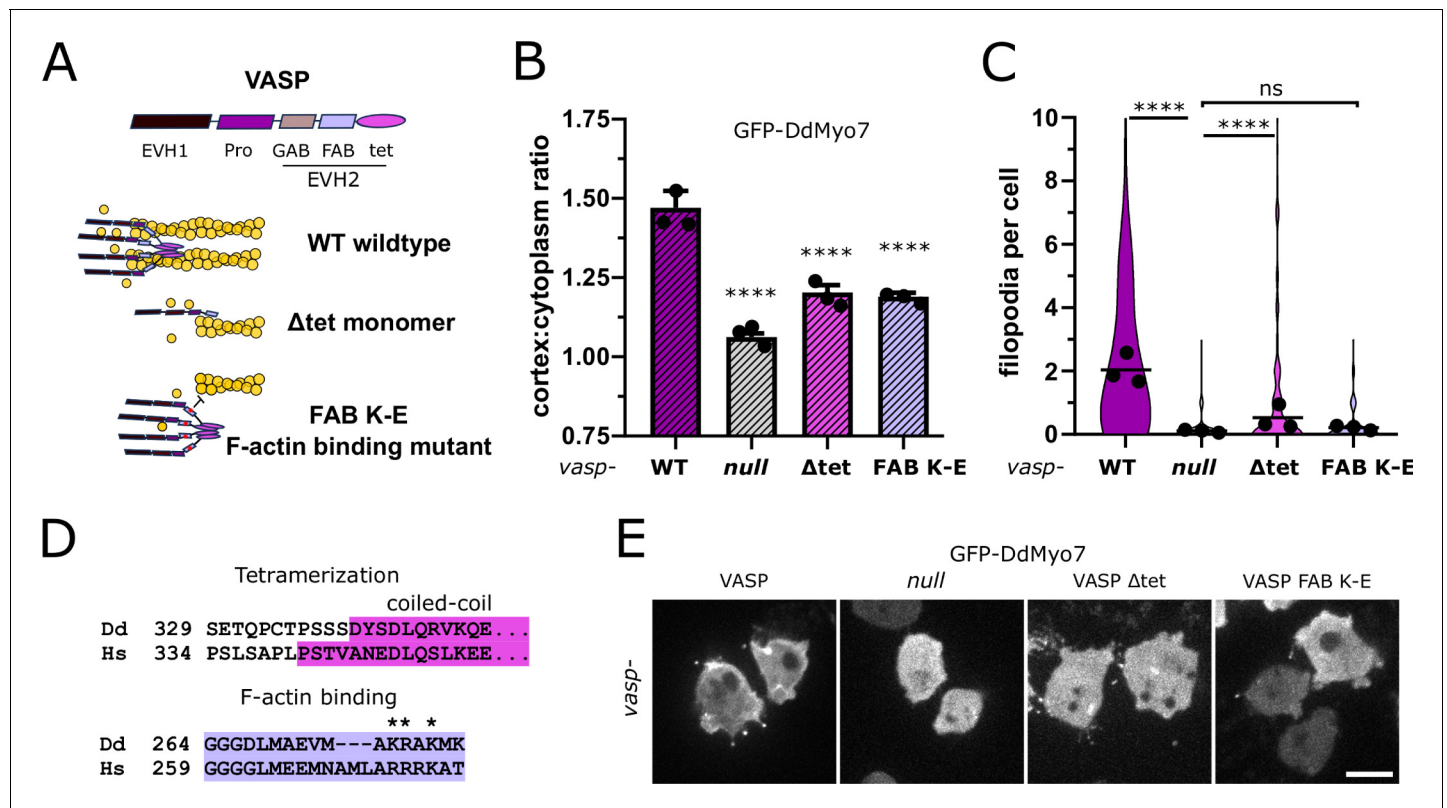 A
VASP
EVH1 Pro GAB FAB tet
EVH2
WT wildtype
Δtet monomer
FAB K-E
F-actin binding mutant
B
GFP-DdMyo7
cortex:cytoplasm ratio
1.75
1.50
1.25
1.00
0.75
****
**** ****
vasp- WT null Δtet FAB K-E
C
filopodia per cell
10
8
6
4
2
0
ns
****
****
vasp- WT null Δtet FAB K-E
D
Tetramerization
coiled-coil
Dd 329 SETQPCTPSSSDYSDLQRVKQE...
Hs 334 PSLSAPLPSTVANEDLQSLKEE...
F-actin binding
** *
Dd 264 GGGDLMAEVM---AKRAKMK
Hs 259 GGGGLMEEMNAMLARRRKAT
E
GFP-DdMyo7
VASP null VASP Δtet VASP FAB K-E
vasp-